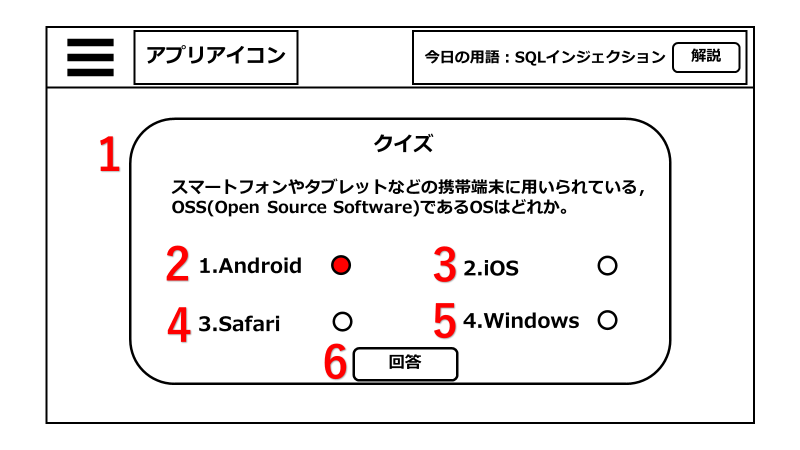 アプリアイコン
今日の用語：SQLインジェクション
解説
1
クイズ
スマートフォンやタブレットなどの携帯端末に用いられている，
OSS(Open Source Software)であるOSはどれか。
2 1.Android
3 2.iOS
4 3.Safari
5 4.Windows
6 回答